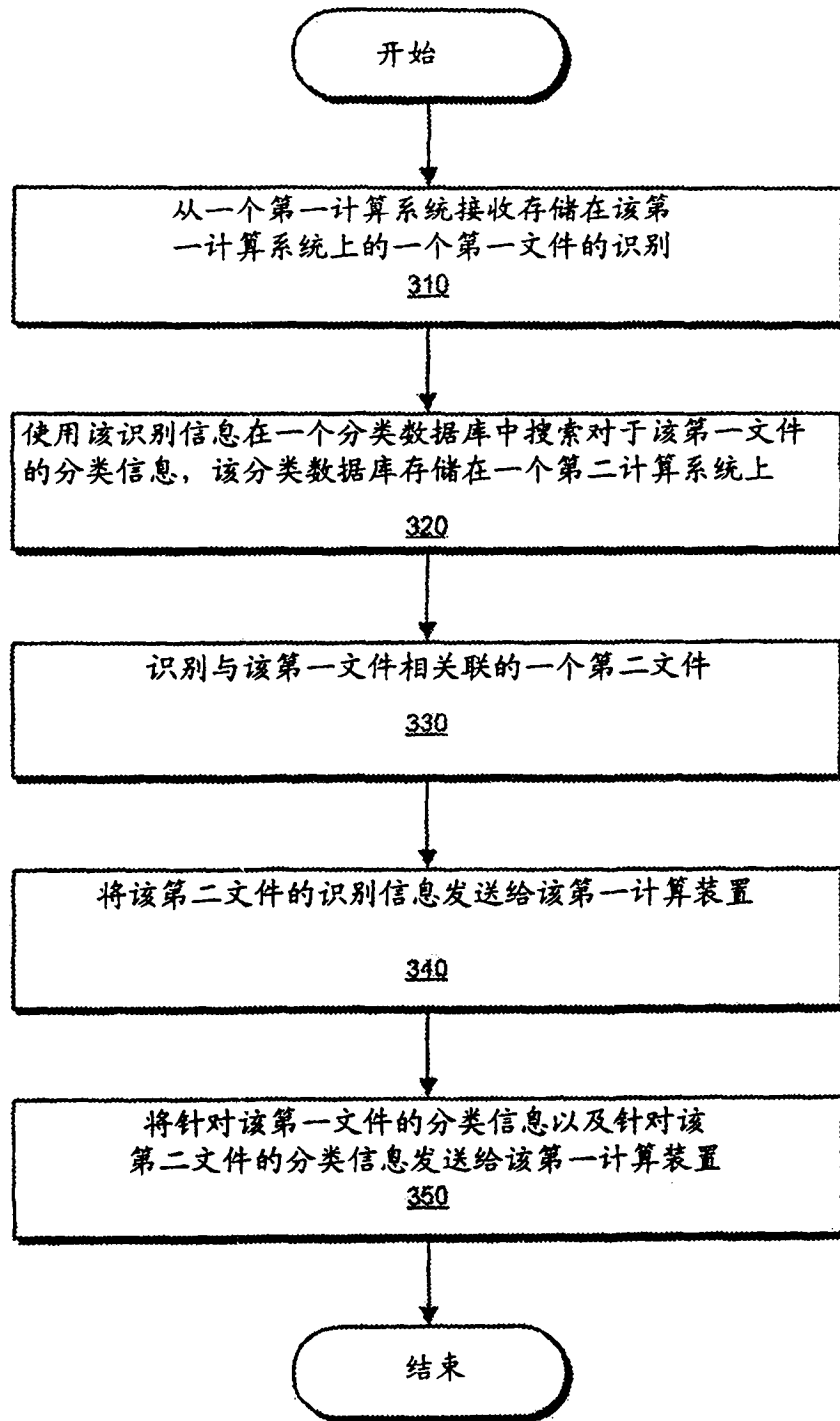 开始
从一个第一计算系统接收存储在该第
一计算系统上的一个第一文件的识别
310
使用该识别信息在一个分类数据库中搜索对于该第一文件
的分类信息，该分类数据库存储在一个第二计算系统上
320
识别与该第一文件相关联的一个第二文件
330
将该第二文件的识别信息发送给该第一计算装置
340
将针对该第一文件的分类信息以及针对该
第二文件的分类信息发送给该第一计算装置
350
结束